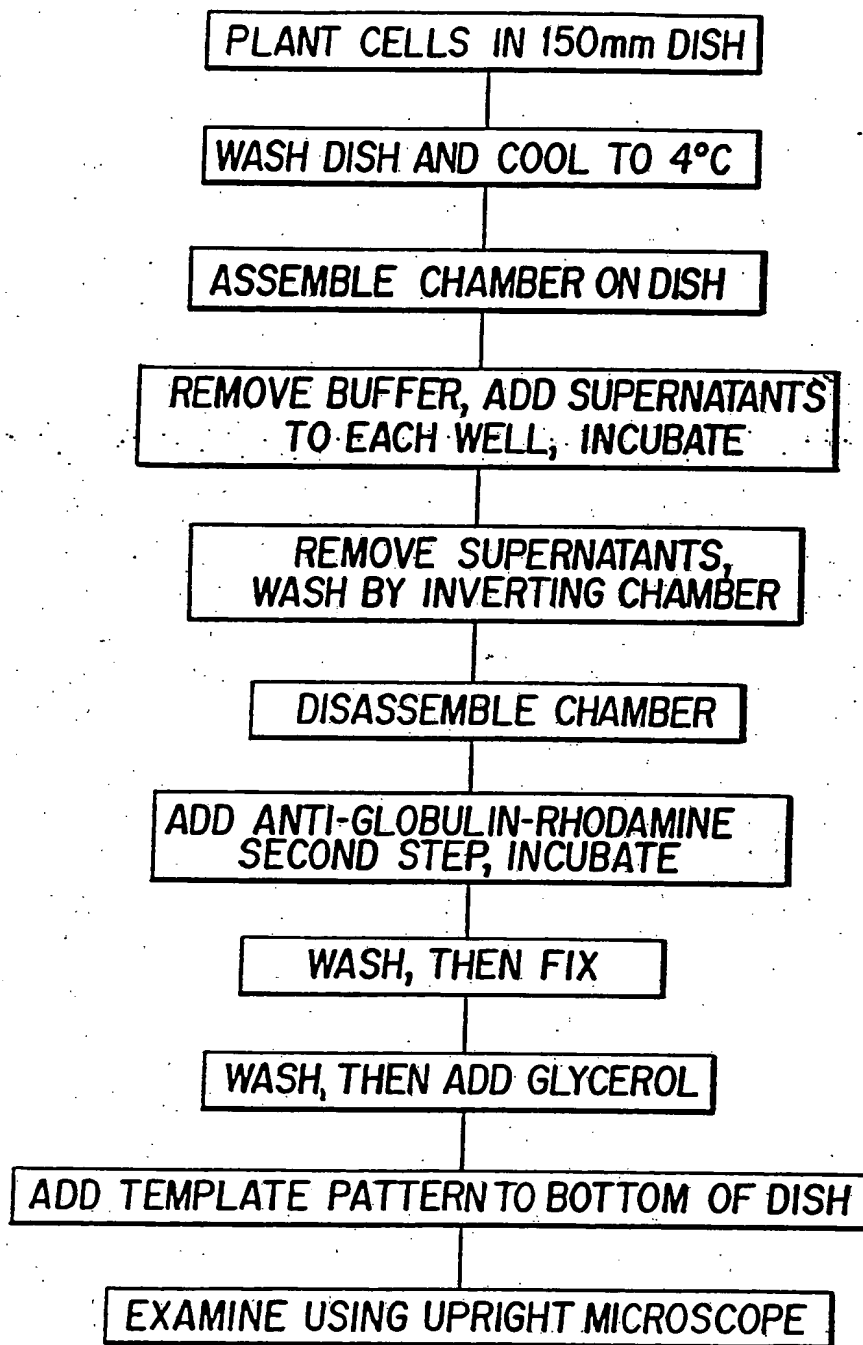 PLANT CELLS IN 150mm DISH
WASH DISH AND COOL TO 4°C
ASSEMBLE CHAMBER ON DISH
REMOVE BUFFER, ADD SUPERNATANTS
TO EACH WELL, INCUBATE
REMOVE SUPERNATANTS,
WASH BY INVERTING CHAMBER
DISASSEMBLE CHAMBER
ADD ANTI-GLOBULIN-RHODAMINE
SECOND STEP, INCUBATE
WASH, THEN FIX
WASH, THEN ADD GLYCEROL
ADD TEMPLATE PATTERN TO BOTTOM OF DISH
EXAMINE USING UPRIGHT MICROSCOPE